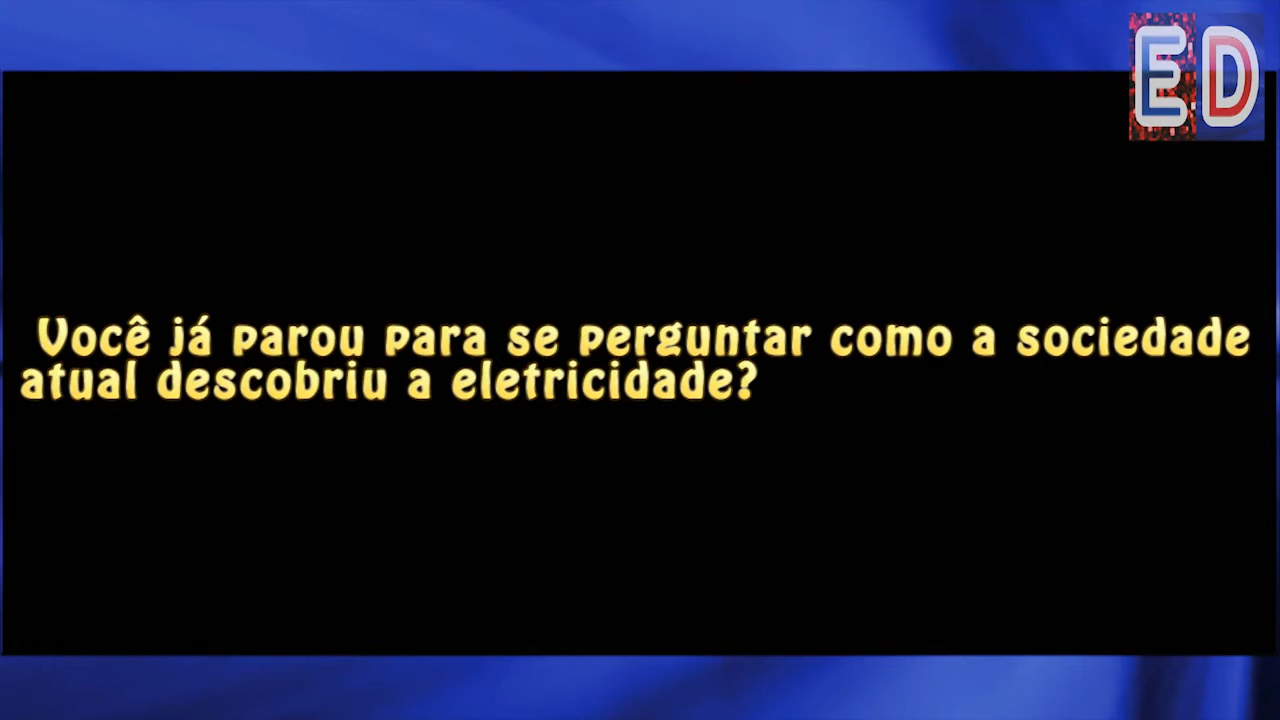 ED
Você já parou para se perguntar como a sociedade
atual descobriu a eletricidade?